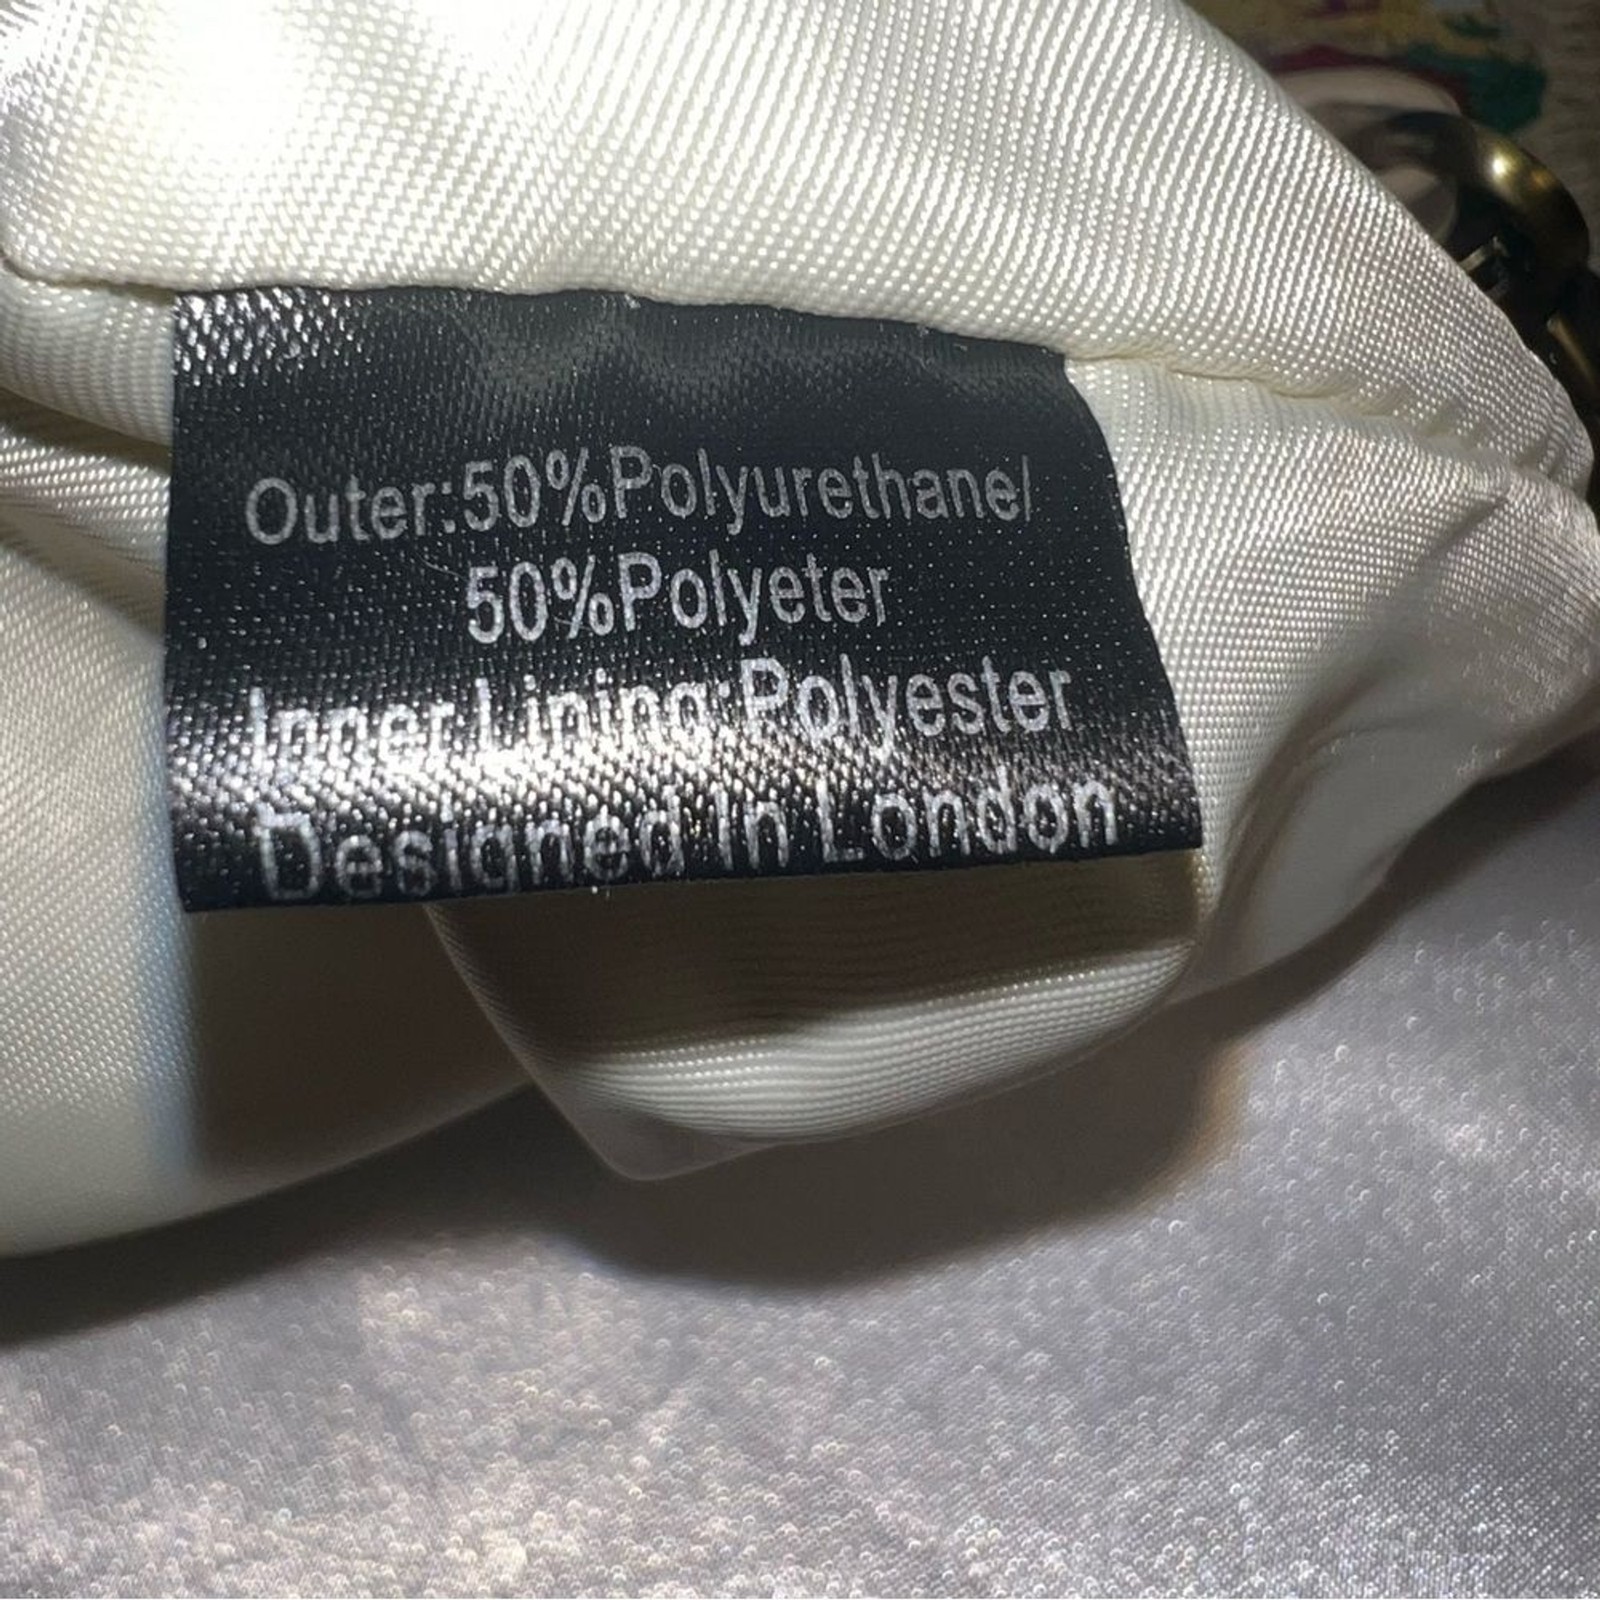 Outer:50%Polyurethane/
50%Polyeter
Inner Lining:Polyester
Designed In London